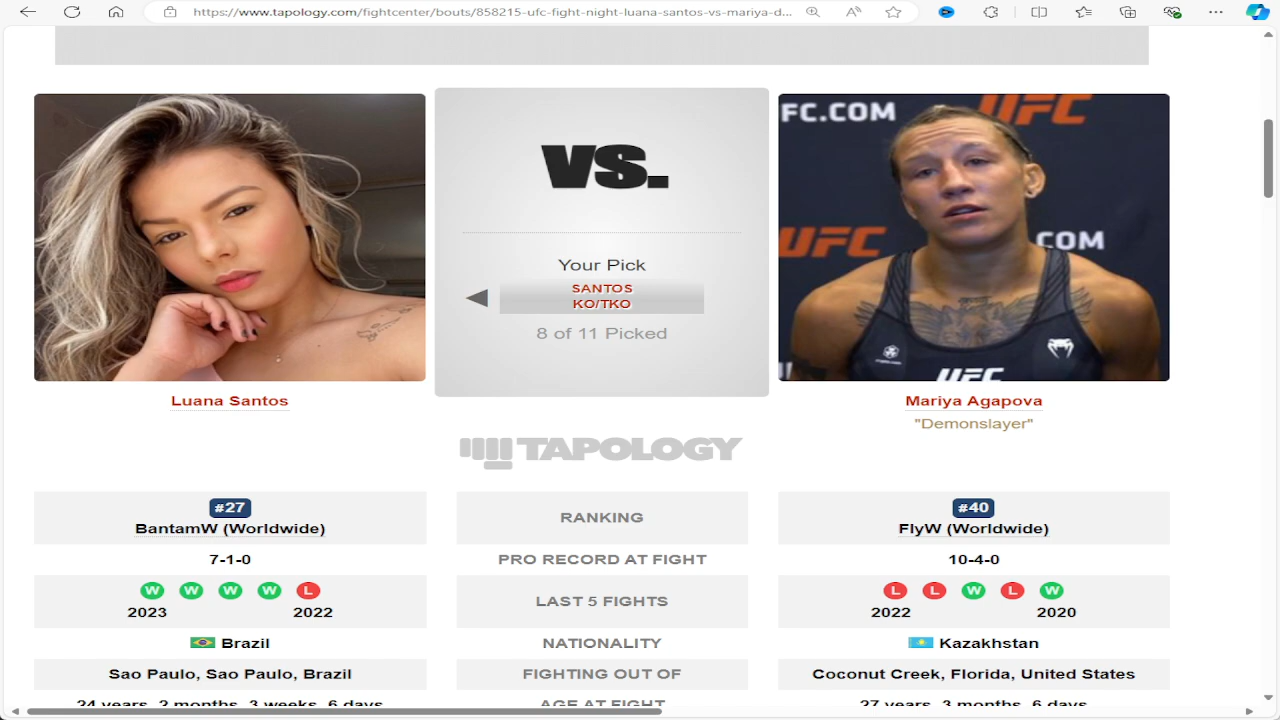 https://www.tapology.com/fightcenter/bouts/858215-ufc-fight-night-luana-santos-vs-mariya-d...
FC.COM UFC
VS.
UFC COM
Your Pick
SANTOS
KO/TKO
8 of 11 Picked
UFC
Luana Santos
Mariya Agapova
"Demonslayer"
TAPOLOGY
#27
BantamW (Worldwide)
RANKING
#40
FlyW (Worldwide)
7-1-0 PRO RECORD AT FIGHT 10-4-0
W W W W L
2023 2022
LAST 5 FIGHTS
L L W L W
2022 2020
Brazil NATIONALITY Kazakhstan
Sao Paulo, Sao Paulo, Brazil FIGHTING OUT OF Coconut Creek, Florida, United States
24 years, 2 months, 3 weeks, 6 days AGE AT FIGHT 27 years, 3 months, 6 days